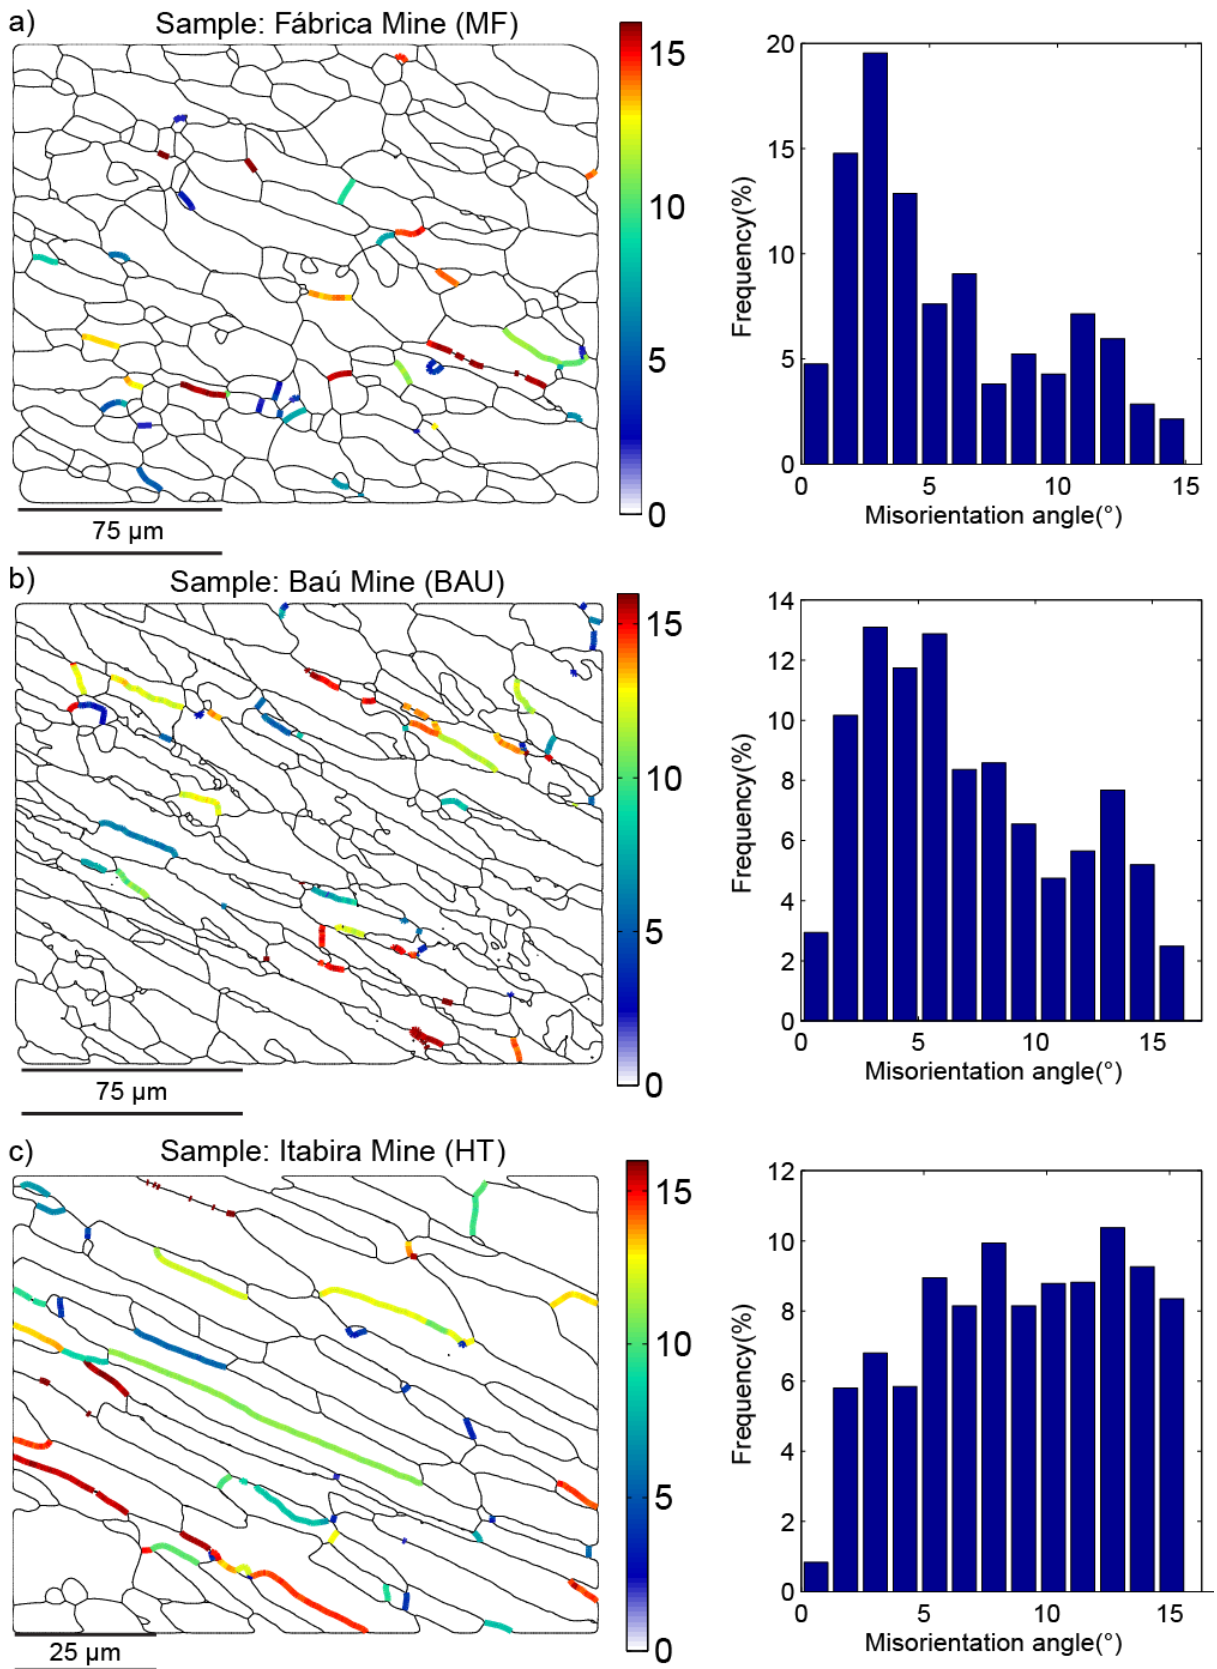 a)
Sample: Fábrica Mine (MF)
15
10
5
0
75 µm
20
15
10
5
0
Frequency(%)
0 5 10 15
Misorientation angle(°)
b)
Sample: Baú Mine (BAU)
15
10
5
0
75 µm
14
12
10
8
6
4
2
0
Frequency(%)
0 5 10 15
Misorientation angle(°)
c)
Sample: Itabira Mine (HT)
15
10
5
0
25 µm
12
10
8
6
4
2
0
Frequency(%)
0 5 10 15
Misorientation angle(°)